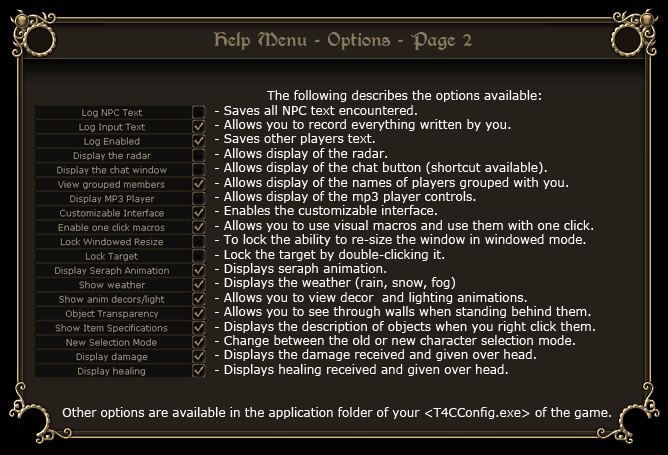 Help Menu - Options - Page 2
The following describes the options available:
Log NPC Text - Saves all NPC text encountered.
Log Input Text - Allows you to record everything written by you.
Log Enabled - Saves other players text.
Display the radar - Allows display of the radar.
Display the chat window - Allows display of the chat button (shortcut available).
View grouped members - Allows display of the names of players grouped with you.
Display MP3 Player - Allows display of the mp3 player controls.
Customizable Interface - Enables the customizable interface.
Enable one click macros - Allows you to use visual macros and use them with one click.
Lock Windowed Resize - To lock the ability to re-size the window in windowed mode.
Lock Target - Lock the target by double-clicking it.
Display Seraph Animation - Displays seraph animation.
Show weather - Displays the weather (rain, snow, fog)
Show anim decors/light - Allows you to view decor and lighting animations.
Object Transparency - Allows you to see through walls when standing behind them.
Show Item Specifications - Displays the description of objects when you right click them.
New Selection Mode - Change between the old or new character selection mode.
Display damage - Displays the damage received and given over head.
Display healing - Displays healing received and given over head.
Other options are available in the application folder of your <T4CConfig.exe> of the game.